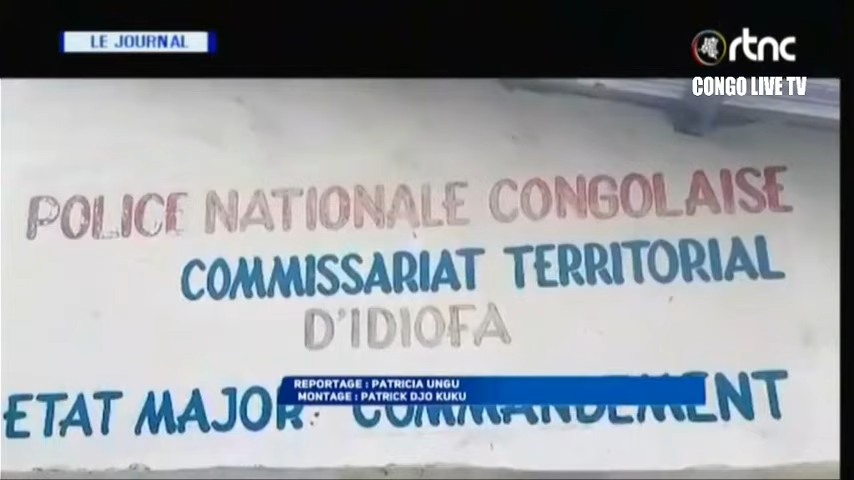 LE JOURNAL
rtnc
CONGO LIVE TV
POLICE NATIONALE CONGOLAISE
COMMISSARIAT TERRITORIAL
D'IDIOFA
REPORTAGE : PATRICIA UNGU
MONTAGE : PATRICK DJO KUKU
ETAT MAJOR COMMANDEMENT